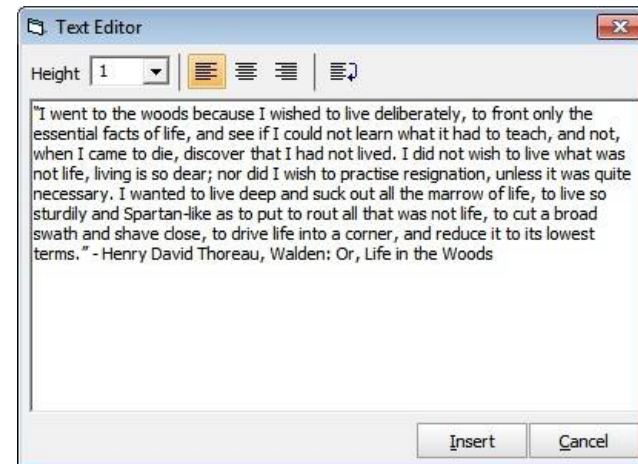 Text Editor
Height 1
"I went to the woods because I wished to live deliberately, to front only the
essential facts of life, and see if I could not learn what it had to teach, and not,
when I came to die, discover that I had not lived. I did not wish to live what was
not life, living is so dear; nor did I wish to practise resignation, unless it was quite
necessary. I wanted to live deep and suck out all the marrow of life, to live so
sturdily and Spartan-like as to put to rout all that was not life, to cut a broad
swath and shave close, to drive life into a corner, and reduce it to its lowest
terms.” - Henry David Thoreau, Walden: Or, Life in the Woods
Insert Cancel